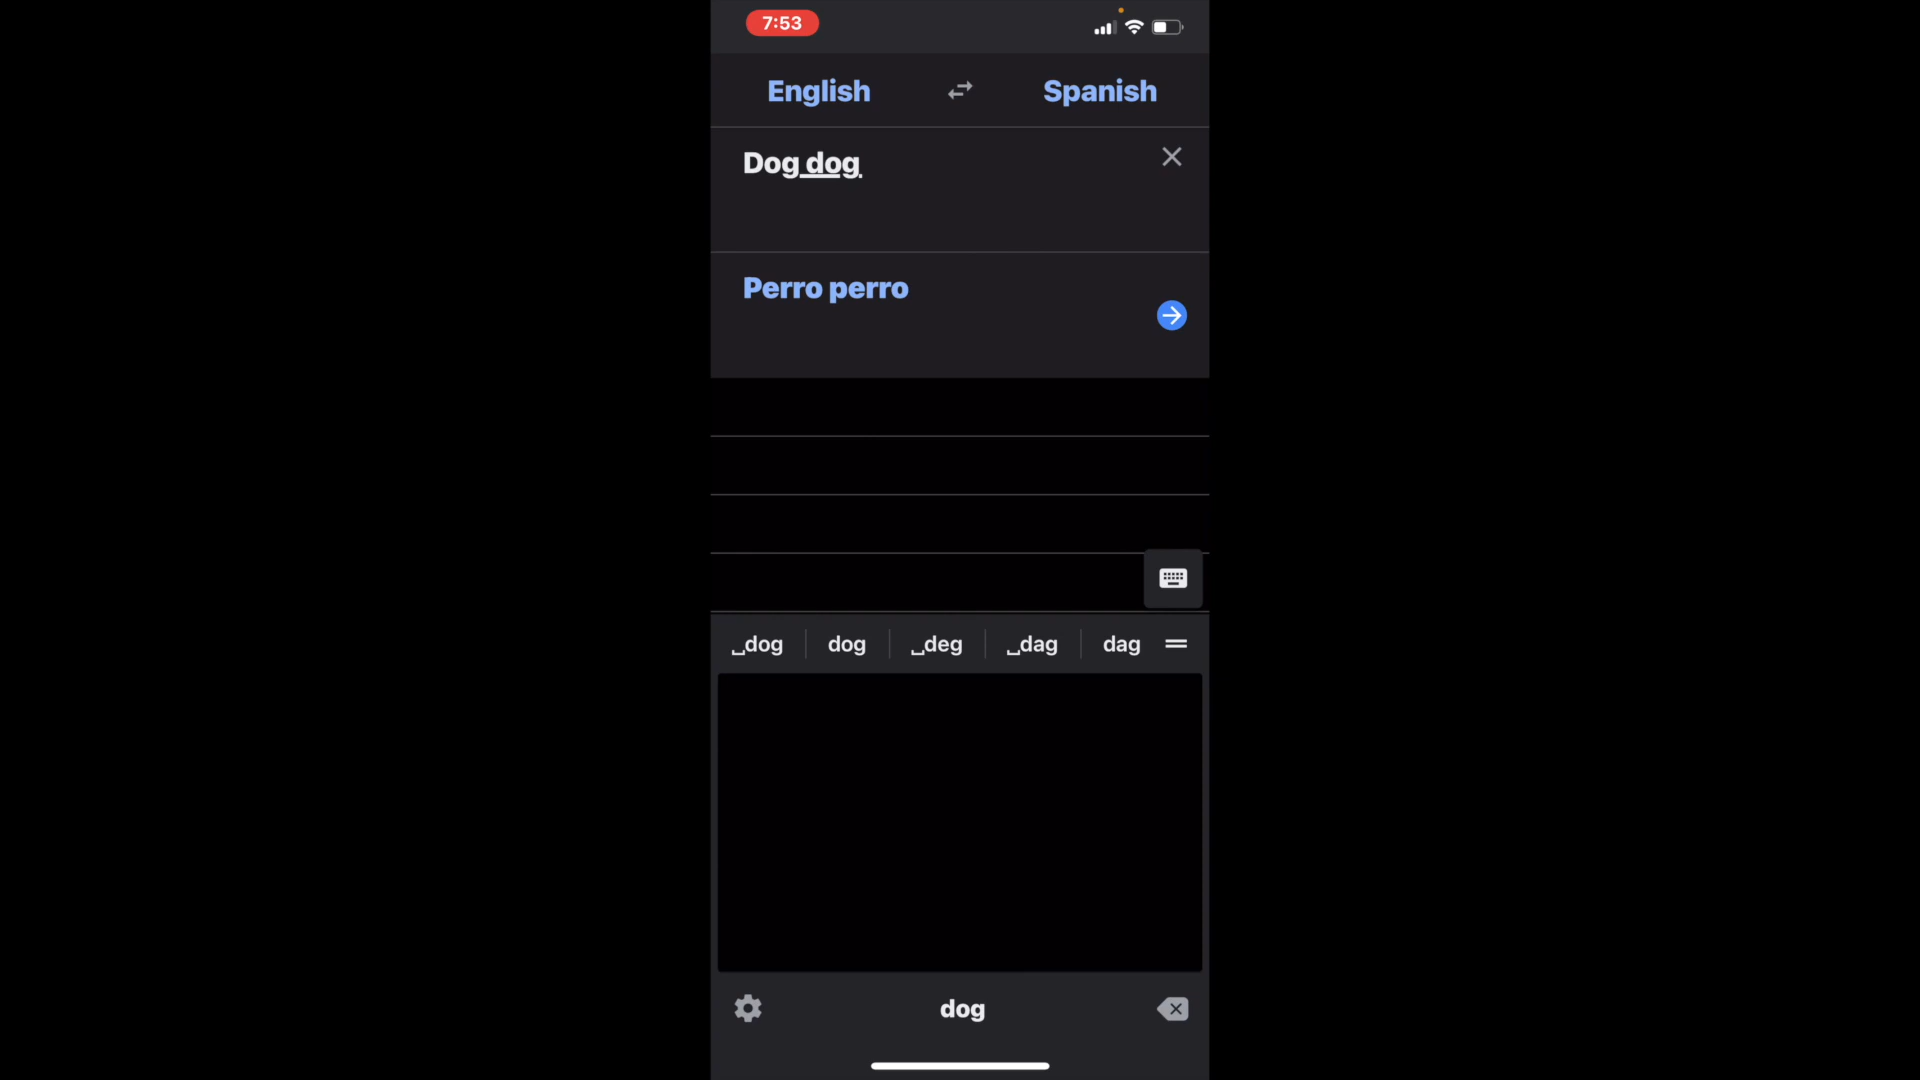 7:53
English Spanish
Dog dog
Perro perro
␣dog dog ␣deg ␣dag dag
dog